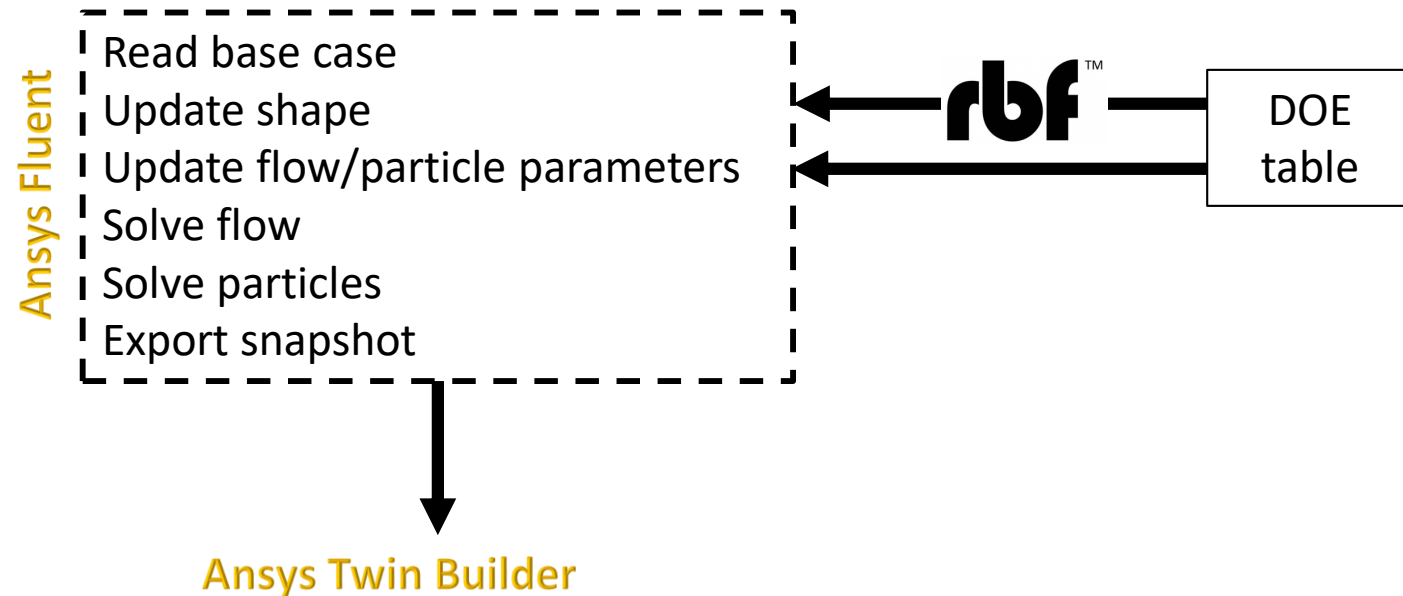 Ansys Fluent
Read base case
Update shape
Update flow/particle parameters
Solve flow
Solve particles
Export snapshot
rbf™
DOE
table
Ansys Twin Builder